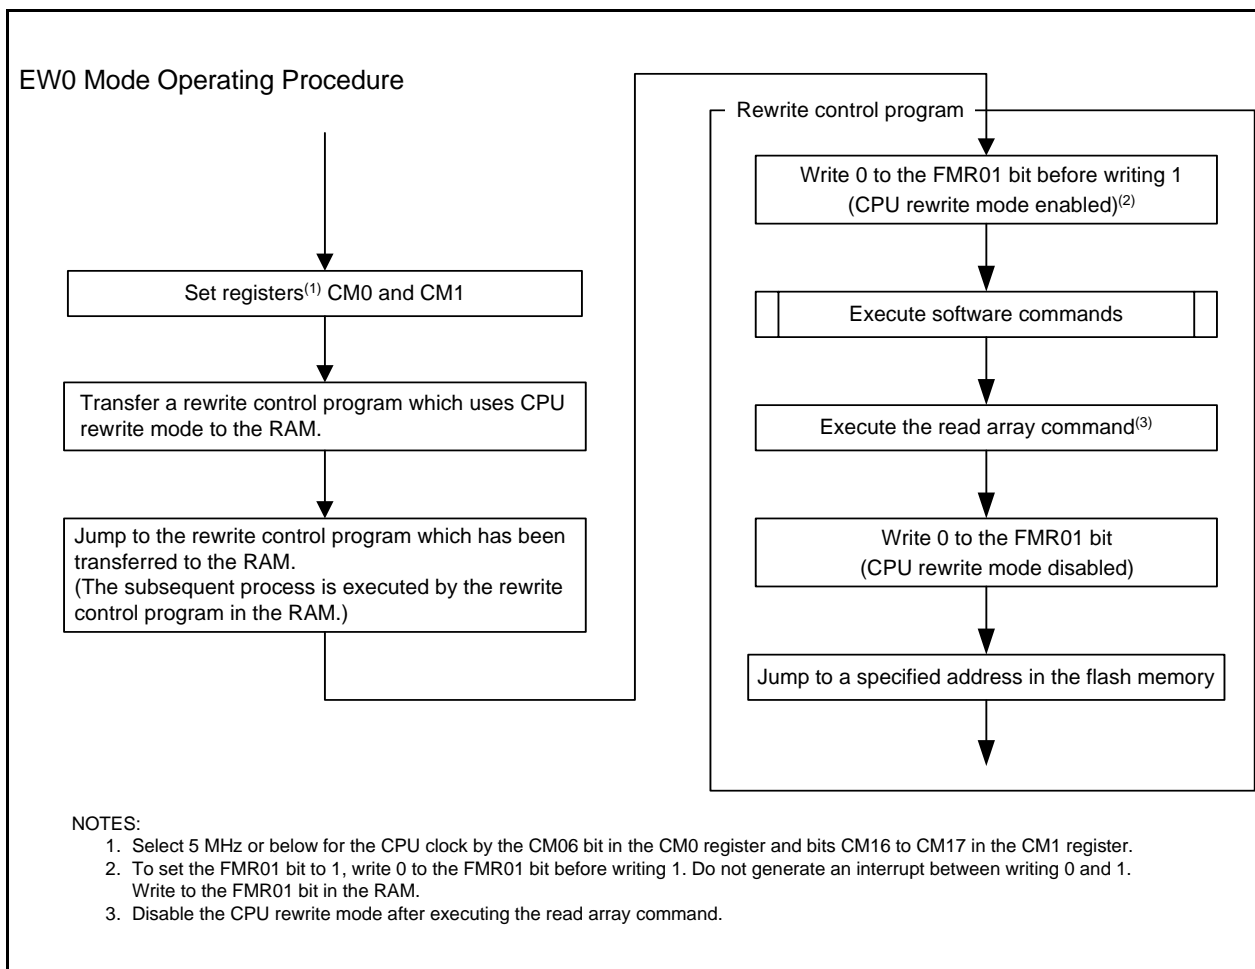 EW0 Mode Operating Procedure
Set registers(1) CM0 and CM1
Transfer a rewrite control program which uses CPU
rewrite mode to the RAM.
Jump to the rewrite control program which has been
transferred to the RAM.
(The subsequent process is executed by the rewrite
control program in the RAM.)
Rewrite control program
Write 0 to the FMR01 bit before writing 1
(CPU rewrite mode enabled)(2)
Execute software commands
Execute the read array command(3)
Write 0 to the FMR01 bit
(CPU rewrite mode disabled)
Jump to a specified address in the flash memory
NOTES:
1. Select 5 MHz or below for the CPU clock by the CM06 bit in the CM0 register and bits CM16 to CM17 in the CM1 register.
2. To set the FMR01 bit to 1, write 0 to the FMR01 bit before writing 1. Do not generate an interrupt between writing 0 and 1.
Write to the FMR01 bit in the RAM.
3. Disable the CPU rewrite mode after executing the read array command.